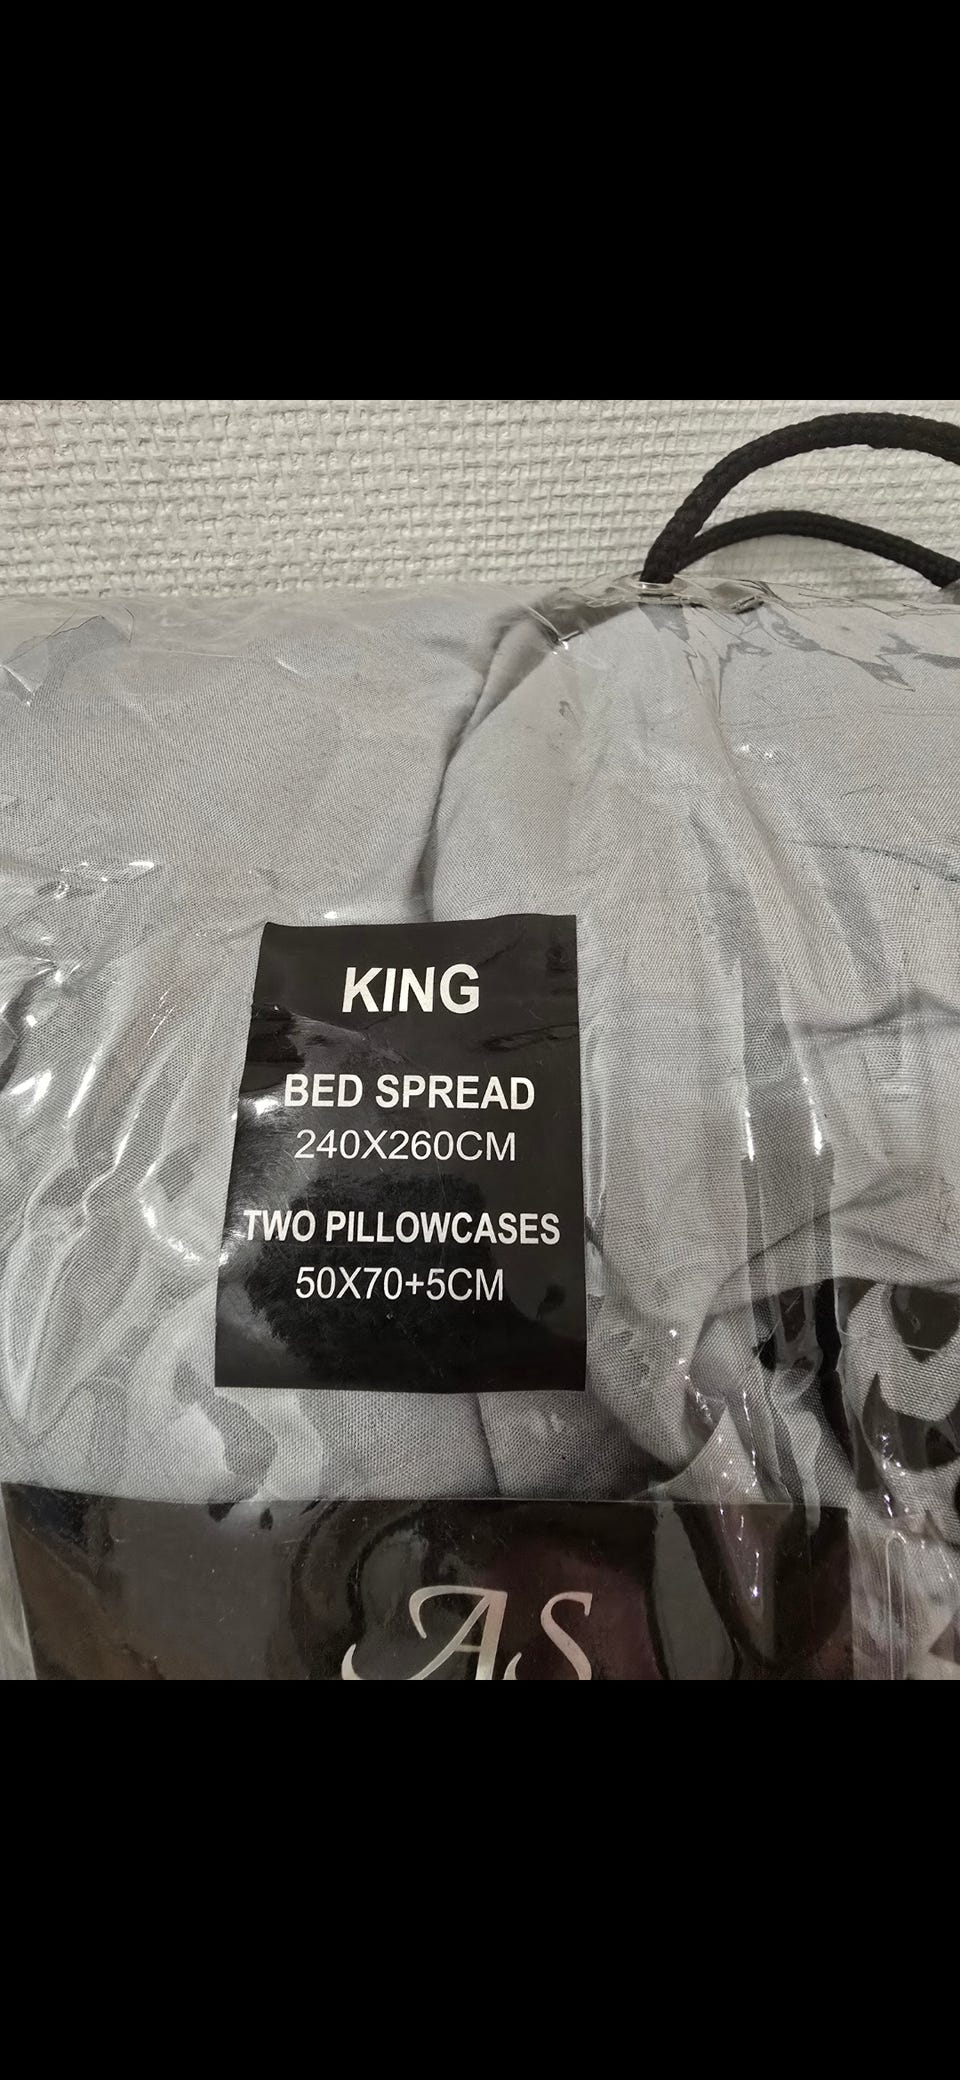 KING
BED SPREAD
240X260CM
TWO PILLOWCASES
50X70+5CM
AS